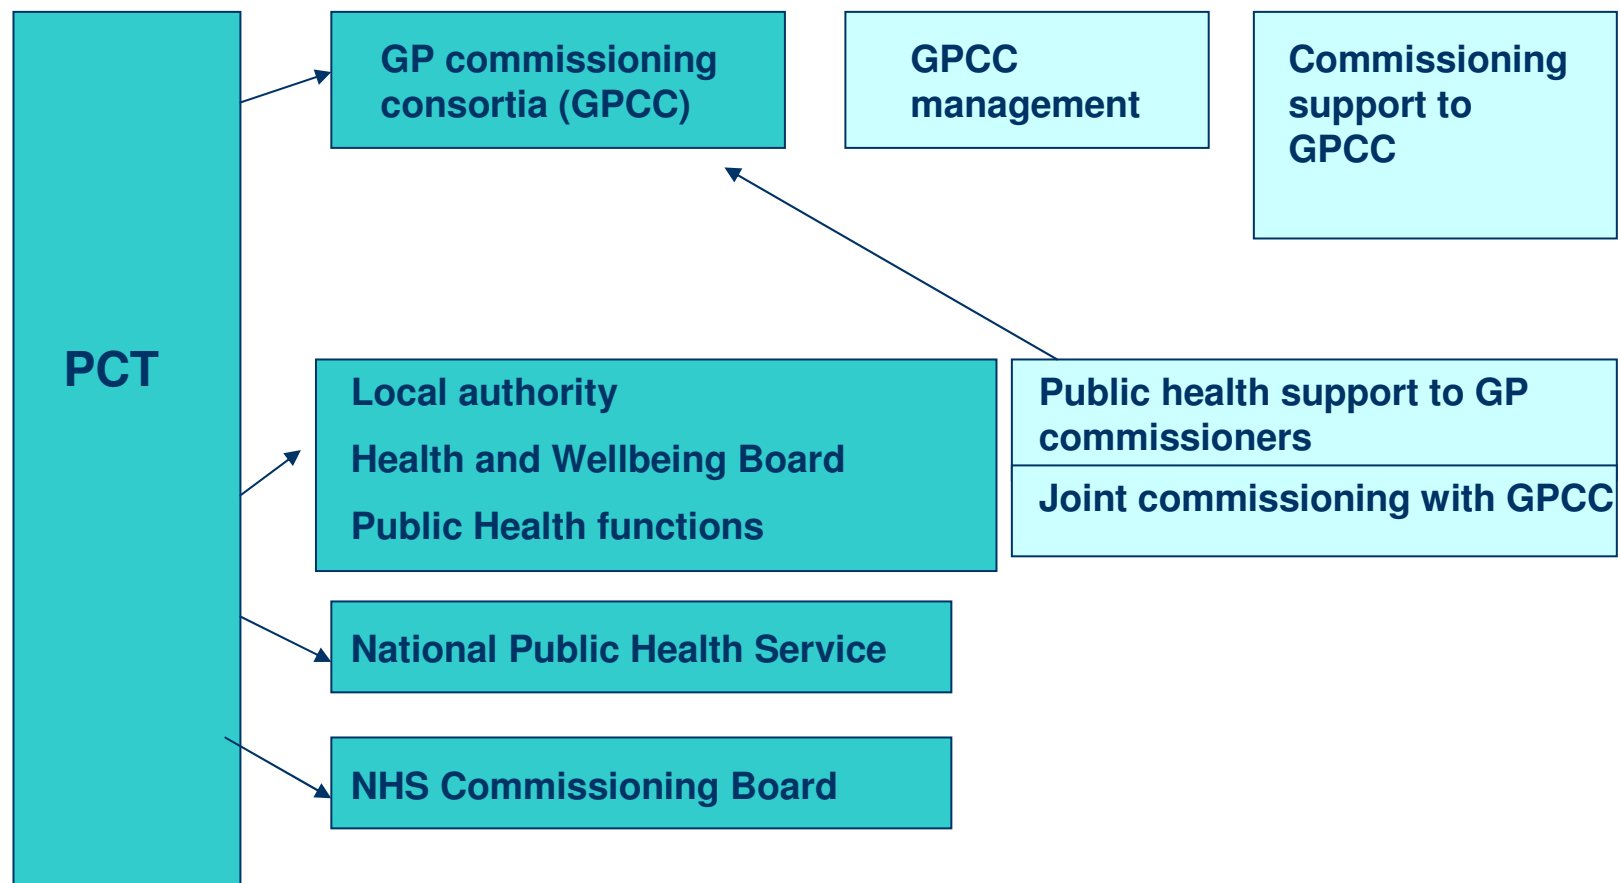 PCT
GP commissioning
consortia (GPCC)
GPCC
management
Commissioning
support to
GPCC
Local authority
Health and Wellbeing Board
Public Health functions
Public health support to GP
commissioners
Joint commissioning with GPCC
National Public Health Service
NHS Commissioning Board